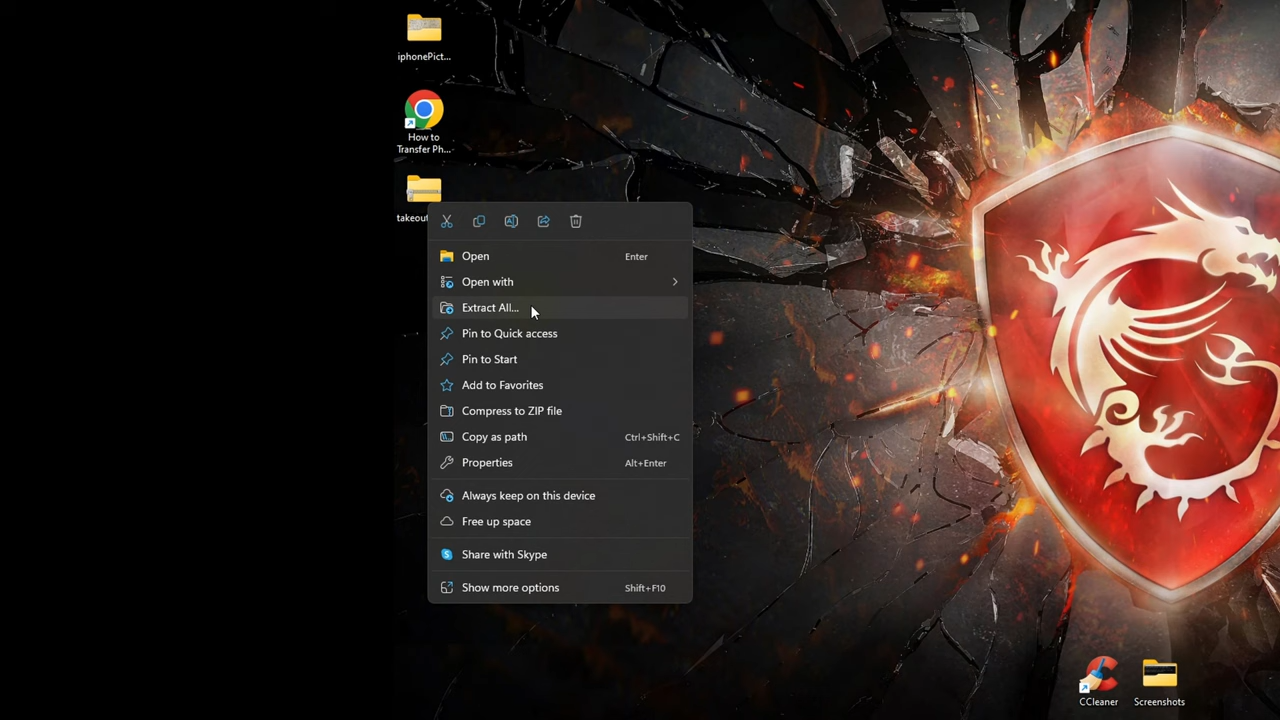 iphonePict...
How to
Transfer Ph...
takeout
Open Enter
Open with
Extract All...
Pin to Quick access
Pin to Start
Add to Favorites
Compress to ZIP file
Copy as path Ctrl+Shift+C
Properties Alt+Enter
Always keep on this device
Free up space
Share with Skype
Show more options Shift+F10
CCleaner
Screenshots